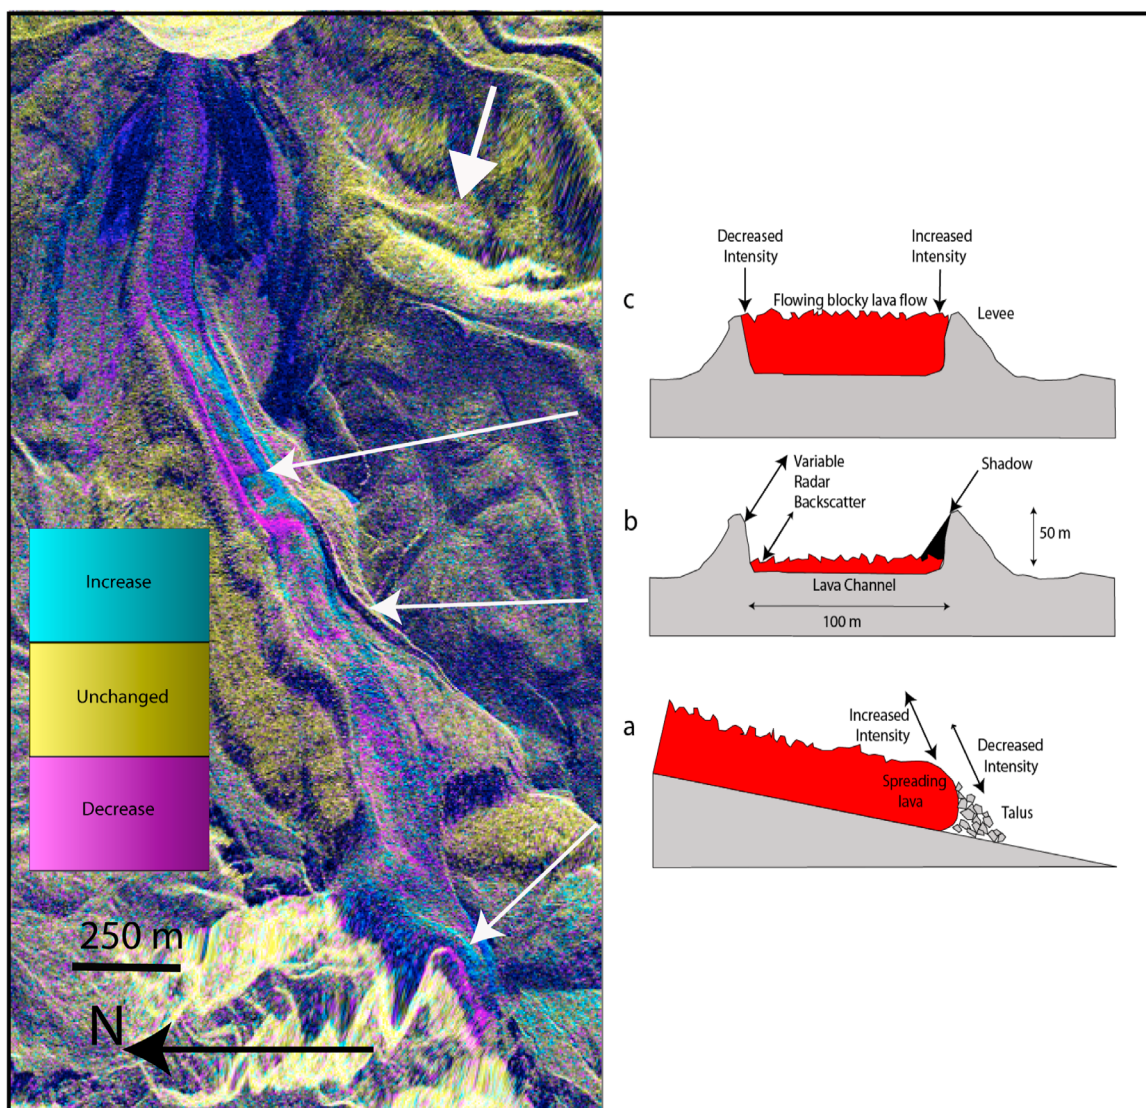 Increase
Unchanged
Decrease
250 m
N
c
Decreased
Intensity
Increased
Intensity
Flowing blocky lava flow
Levee
b
Variable
Radar
Backscatter
Shadow
50 m
Lava Channel
100 m
a
Increased
Intensity
Decreased
Intensity
Spreading
lava
Talus